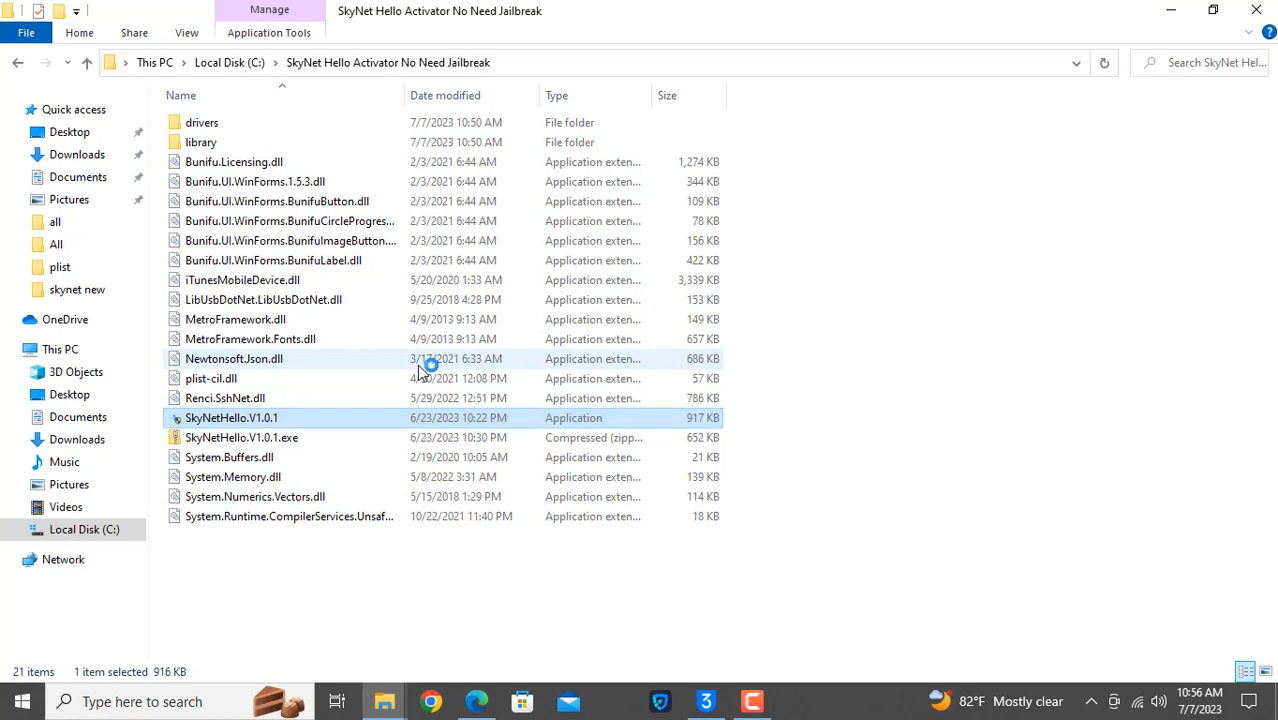 Manage
SkyNet Hello Activator No Need Jailbreak
File Home Share View Application Tools
This PC Local Disk (C:) SkyNet Hello Activator No Need Jailbreak Search SkyNet Hel...
Name Date modified Type Size
Quick access
Desktop
Downloads
Documents
Pictures
all
All
plist
skynet new
OneDrive
This PC
3D Objects
Desktop
Documents
Downloads
Music
Pictures
Videos
Local Disk (C:)
Network
drivers 7/7/2023 10:50 AM File folder
library 7/7/2023 10:50 AM File folder
Bunifu.Licensing.dll 2/3/2021 6:44 AM Application exten... 1,274 KB
Bunifu.UI.WinForms.1.5.3.dll 2/3/2021 6:44 AM Application exten... 344 KB
Bunifu.UI.WinForms.BunifuButton.dll 2/3/2021 6:44 AM Application exten... 109 KB
Bunifu.UI.WinForms.BunifuCircleProgres... 2/3/2021 6:44 AM Application exten... 78 KB
Bunifu.UI.WinForms.BunifuImageButton.... 2/3/2021 6:44 AM Application exten... 156 KB
Bunifu.UI.WinForms.BunifuLabel.dll 2/3/2021 6:44 AM Application exten... 422 KB
iTunesMobileDevice.dll 5/20/2020 1:33 AM Application exten... 3,339 KB
LibUsbDotNet.LibUsbDotNet.dll 9/25/2018 4:28 PM Application exten... 153 KB
MetroFramework.dll 4/9/2013 9:13 AM Application exten... 149 KB
MetroFramework.Fonts.dll 4/9/2013 9:13 AM Application exten... 657 KB
Newtonsoft.Json.dll 3/17/2021 6:33 AM Application exten... 686 KB
plist-cil.dll 12:08 PM Application exten... 57 KB
Renci.SshNet.dll 5/29/2022 12:51 PM Application exten... 786 KB
SkyNetHello.V1.0.1 6/23/2023 10:22 PM Application 917 KB
SkyNetHello.V1.0.1.exe 6/23/2023 10:30 PM Compressed (zipp... 652 KB
System.Buffers.dll 2/19/2020 10:05 AM Application exten... 21 KB
System.Memory.dll 5/8/2022 3:31 AM Application exten... 139 KB
System.Numerics.Vectors.dll 5/15/2018 1:29 PM Application exten... 114 KB
System.Runtime.CompilerServices.Unsaf... 10/22/2021 11:40 PM Application exten... 18 KB
21 items 1 item selected 916 KB
Type here to search
82°F Mostly clear
10:56 AM
7/7/2023